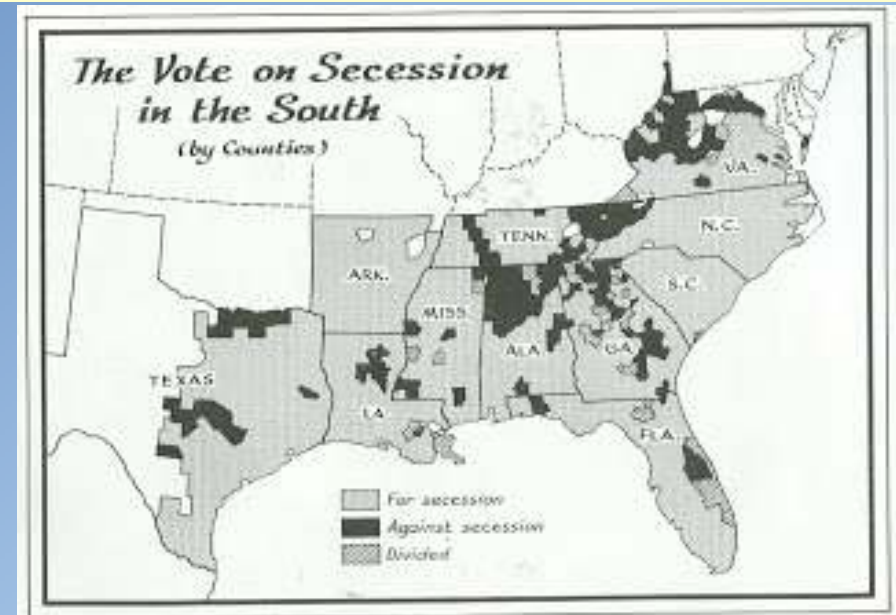 The Vote on Secession
in the South
(by Counties)
VA.
TENN.
N.C.
ARK.
S.C.
MISS.
ALA.
GA.
TEXAS
LA.
FLA.
For secession
Against secession
Divided